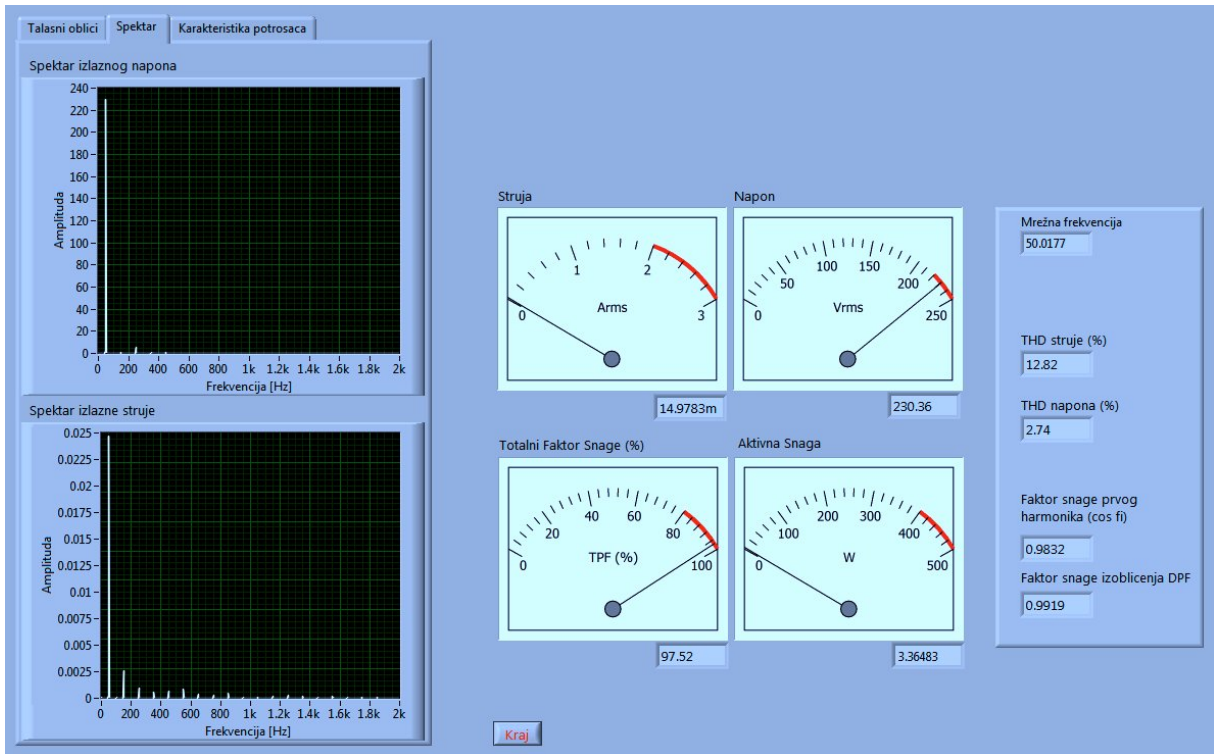 Talasni oblici
Spektar
Karakteristika potrosaca
Spektar izlaznog napona
Amplituda
240
220
200
180
160
140
120
100
80
60
40
20
0
0 200 400 600 800 1k 1.2k 1.4k 1.6k 1.8k 2k
Frekvencija [Hz]
Spektar izlazne struje
Amplituda
0.025
0.0225
0.02
0.0175
0.015
0.0125
0.01
0.0075
0.005
0.0025
0
0 200 400 600 800 1k 1.2k 1.4k 1.6k 1.8k 2k
Frekvencija [Hz]
Struja
0 1 2 3
Arms
14.9783m
Napon
0 50 100 150 200 250
Vrms
230.36
Totalni Faktor Snage (%)
0 20 40 60 80 100
TPF (%)
97.52
Aktivna Snaga
0 100 200 300 400 500
W
3.36483
Mrežna frekvencija
50.0177
THD struje (%)
12.82
THD napona (%)
2.74
Faktor snage prvog
harmonika (cos fi)
0.9832
Faktor snage izoblicenja DPF
0.9919
Kraj